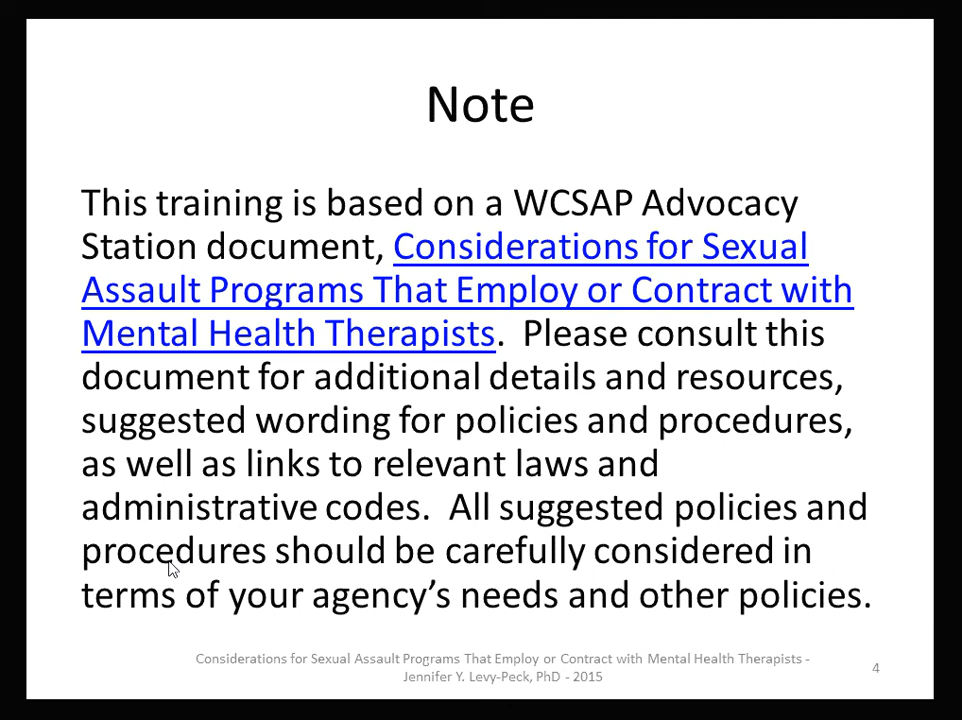 Note
This training is based on a WCSAP Advocacy
Station document, Considerations for Sexual
Assault Programs That Employ or Contract with
Mental Health Therapists.  Please consult this
document for additional details and resources,
suggested wording for policies and procedures,
as well as links to relevant laws and
administrative codes.  All suggested policies and
procedures should be carefully considered in
terms of your agency’s needs and other policies.
Considerations for Sexual Assault Programs That Employ or Contract with Mental Health Therapists -
Jennifer Y. Levy-Peck, PhD - 2015
4